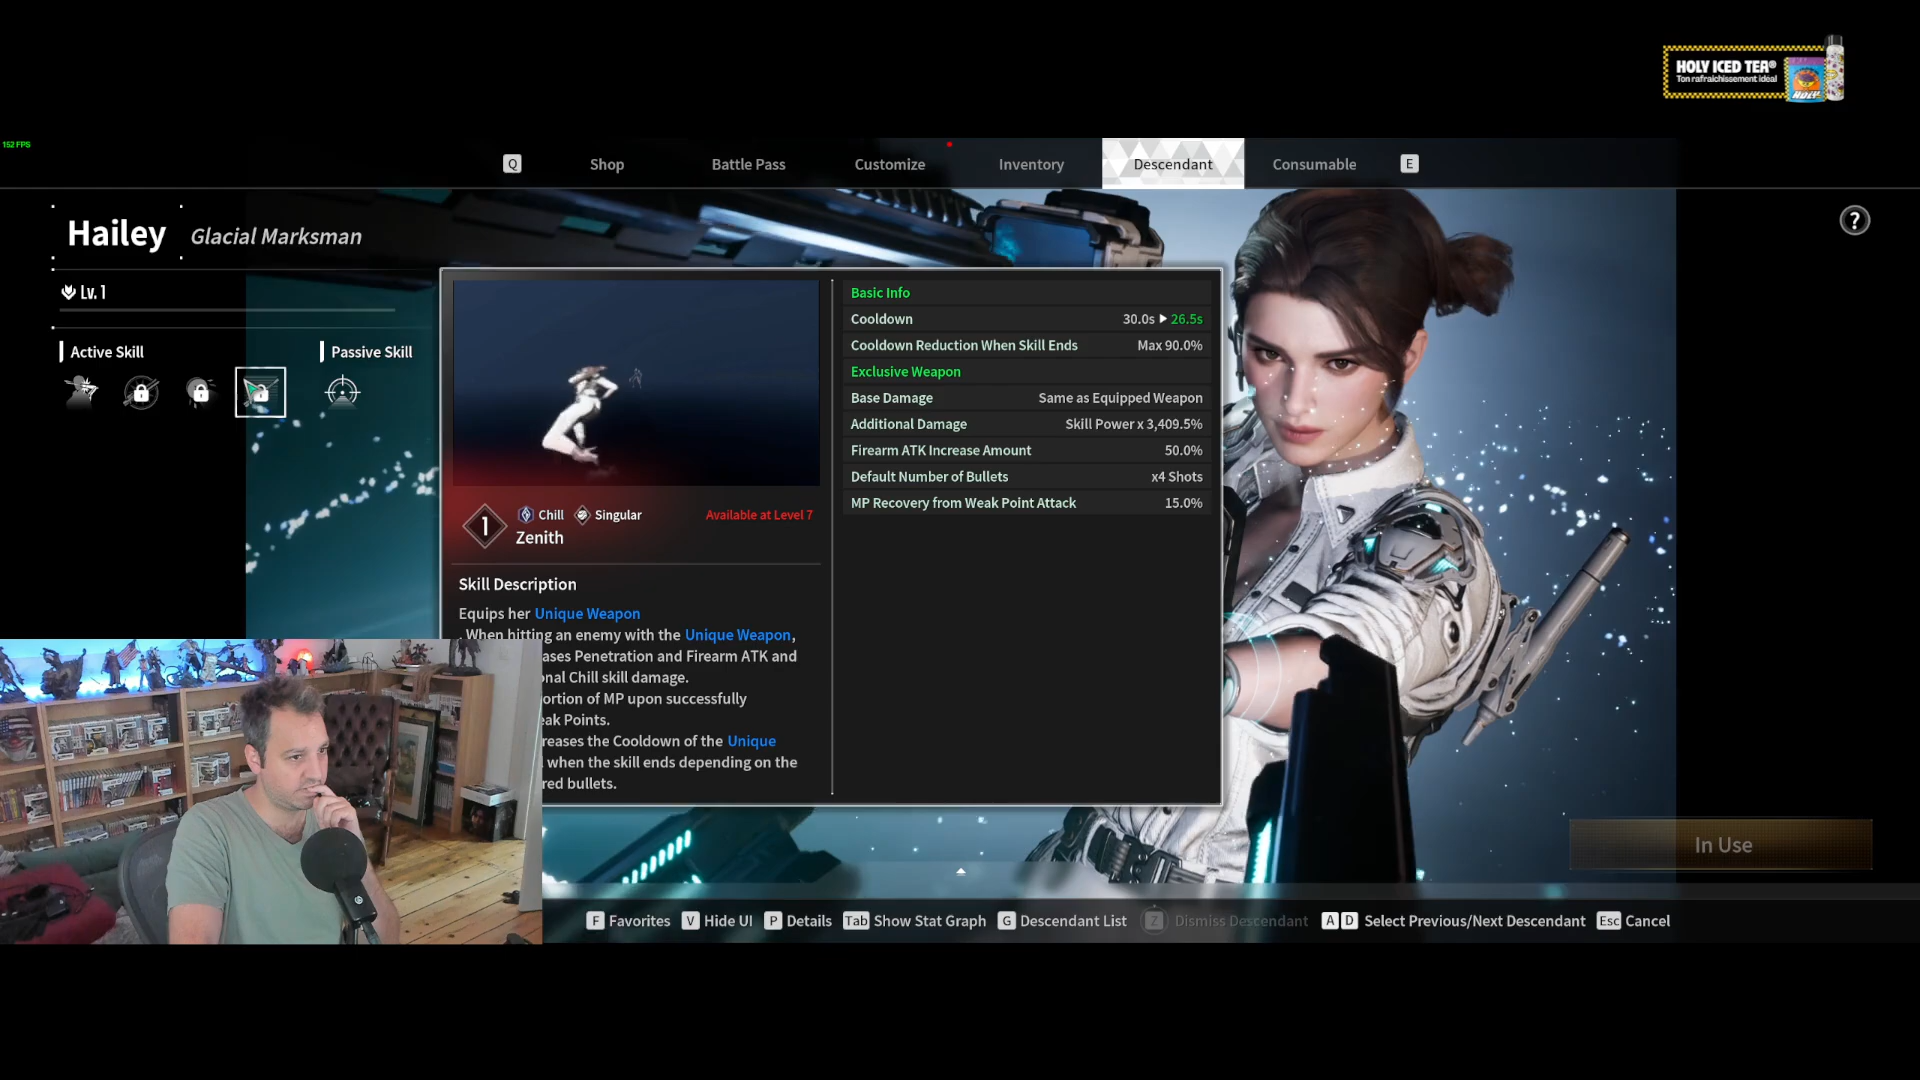 HOLY ICED TEA®
Ton rafraichissement ideal
HOLY
152 FPS
Q
Shop
Battle Pass
Customize
Inventory
Descendant
Consumable
E
Hailey
Glacial Marksman
?
Lv. 1
Active Skill
Passive Skill
1
Chill
Singular
Available at Level 7
Zenith
Skill Description
Equips her Unique Weapon
. When hitting an enemy with the Unique Weapon,
ases Penetration and Firearm ATK and
onal Chill skill damage.
ortion of MP upon successfully
eak Points.
reases the Cooldown of the Unique
when the skill ends depending on the
red bullets.
Basic Info
Cooldown 30.0s ▶ 26.5s
Cooldown Reduction When Skill Ends Max 90.0%
Exclusive Weapon
Base Damage Same as Equipped Weapon
Additional Damage Skill Power x 3,409.5%
Firearm ATK Increase Amount 50.0%
Default Number of Bullets x4 Shots
MP Recovery from Weak Point Attack 15.0%
In Use
F Favorites V Hide UI P Details Tab Show Stat Graph G Descendant List Z Dismiss Descendant A D Select Previous/Next Descendant Esc Cancel